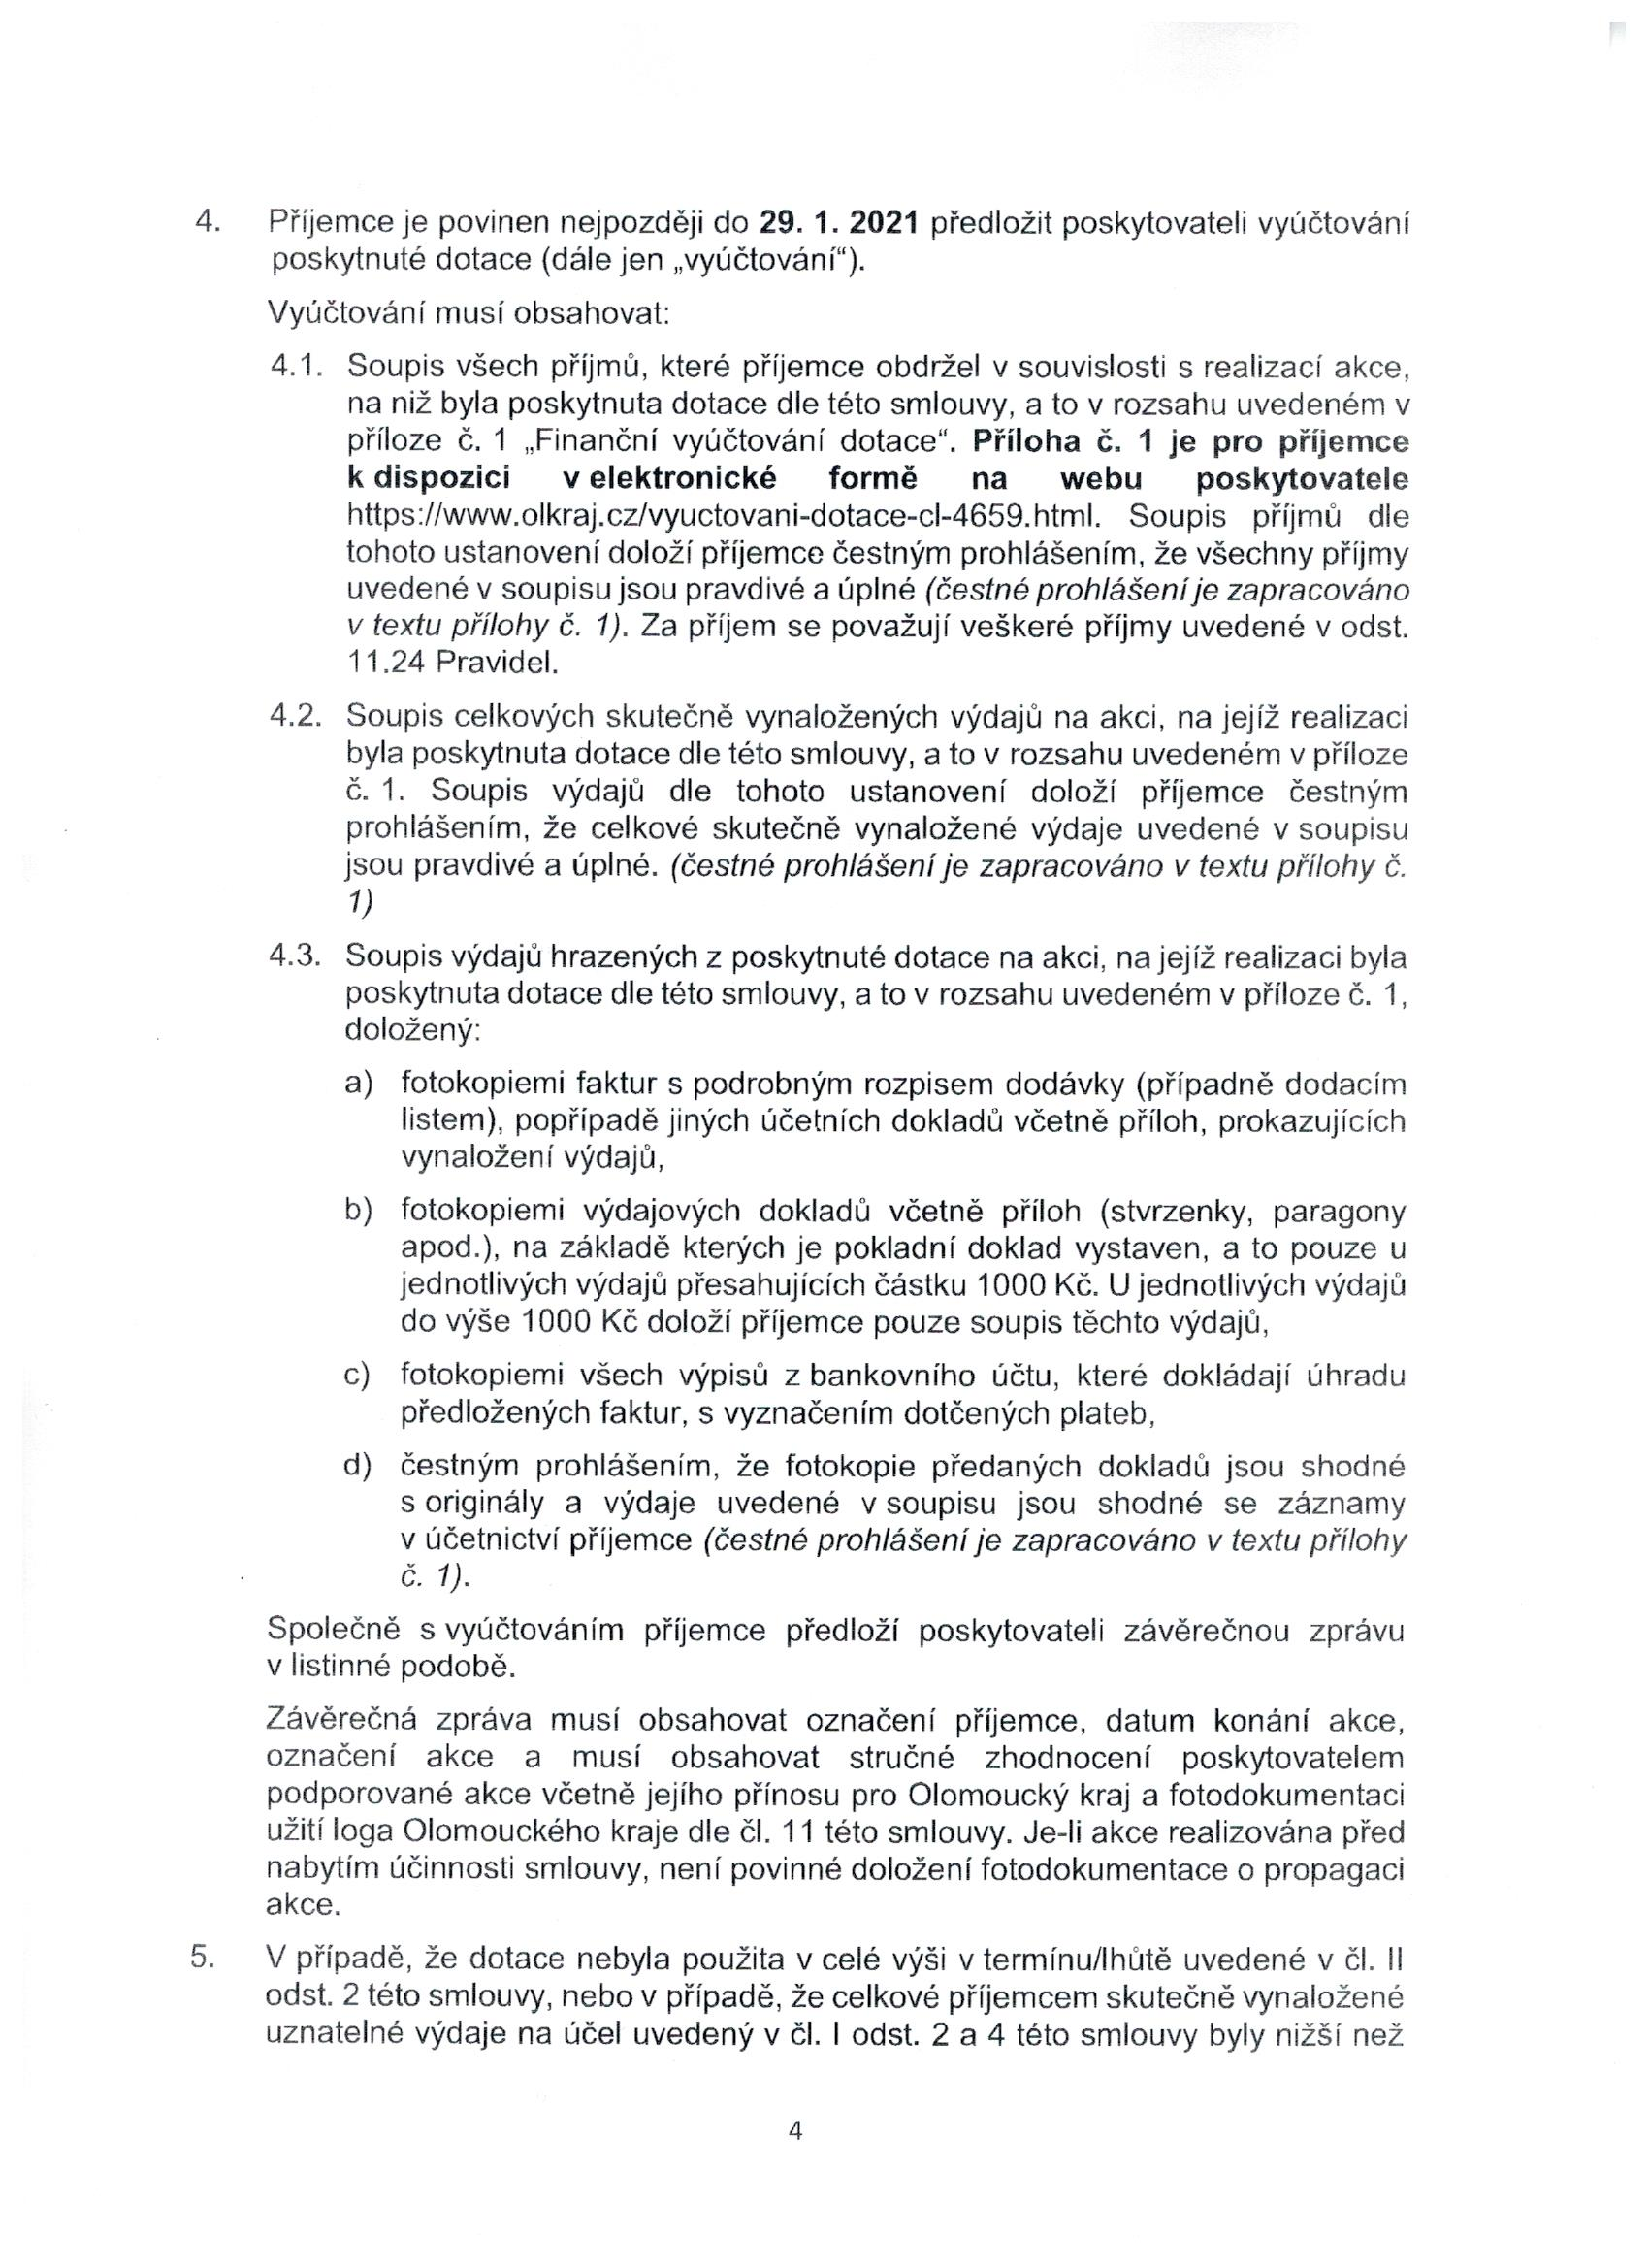 4. Příjemce je povinen nejpozději do 29. 1. 2021 předložit poskytovateli vyúčtování
poskytnuté dotace (dále jen „vyúčtování“).
Vyúčtování musí obsahovat:
4.1. Soupis všech příjmů, které příjemce obdržel v souvislosti s realizací akce,
na niž byla poskytnuta dotace dle této smlouvy, a to v rozsahu uvedeném v
příloze č. 1 „Finanční vyúčtování dotace“. Příloha č. 1 je pro příjemce
k dispozici v elektronické formě na webu poskytovatele
https://www.olkraj.cz/vyuctovani-dotace-cl-4659.html. Soupis příjmů dle
tohoto ustanovení doloží příjemce čestným prohlášením, že všechny příjmy
uvedené v soupisu jsou pravdivé a úplné (čestné prohlášení je zapracováno
v textu přílohy č. 1). Za příjem se považují veškeré příjmy uvedené v odst.
11.24 Pravidel.
4.2. Soupis celkových skutečně vynaložených výdajů na akci, na jejíž realizaci
byla poskytnuta dotace dle této smlouvy, a to v rozsahu uvedeném v příloze
č. 1. Soupis výdajů dle tohoto ustanovení doloží příjemce čestným
prohlášením, že celkové skutečně vynaložené výdaje uvedené v soupisu
jsou pravdivé a úplné. (čestné prohlášení je zapracováno v textu přílohy č.
1)
4.3. Soupis výdajů hrazených z poskytnuté dotace na akci, na jejíž realizaci byla
poskytnuta dotace dle této smlouvy, a to v rozsahu uvedeném v příloze č. 1,
doložený:
a) fotokopiemi faktur s podrobným rozpisem dodávky (případně dodacím
listem), popřípadě jiných účetních dokladů včetně příloh, prokazujících
vynaložení výdajů,
b) fotokopiemi výdajových dokladů včetně příloh (stvrzenky, paragony
apod.), na základě kterých je pokladní doklad vystaven, a to pouze u
jednotlivých výdajů přesahujících částku 1000 Kč. U jednotlivých výdajů
do výše 1000 Kč doloží příjemce pouze soupis těchto výdajů,
c) fotokopiemi všech výpisů z bankovního účtu, které dokládají úhradu
předložených faktur, s vyznačením dotčených plateb,
d) čestným prohlášením, že fotokopie předaných dokladů jsou shodné
s originály a výdaje uvedené v soupisu jsou shodné se záznamy
v účetnictví příjemce (čestné prohlášení je zapracováno v textu přílohy
č. 1).
Společně s vyúčtováním příjemce předloží poskytovateli závěrečnou zprávu
v listinné podobě.
Závěrečná zpráva musí obsahovat označení příjemce, datum konání akce,
označení akce a musí obsahovat stručné zhodnocení poskytovatelem
podporované akce včetně jejího přínosu pro Olomoucký kraj a fotodokumentaci
užití loga Olomouckého kraje dle čl. 11 této smlouvy. Je-li akce realizována před
nabytím účinnosti smlouvy, není povinné doložení fotodokumentace o propagaci
akce.
5. V případě, že dotace nebyla použita v celé výši v termínu/lhůtě uvedené v čl. II
odst. 2 této smlouvy, nebo v případě, že celkové příjemcem skutečně vynaložené
uznatelné výdaje na účel uvedený v čl. I odst. 2 a 4 této smlouvy byly nižší než
4